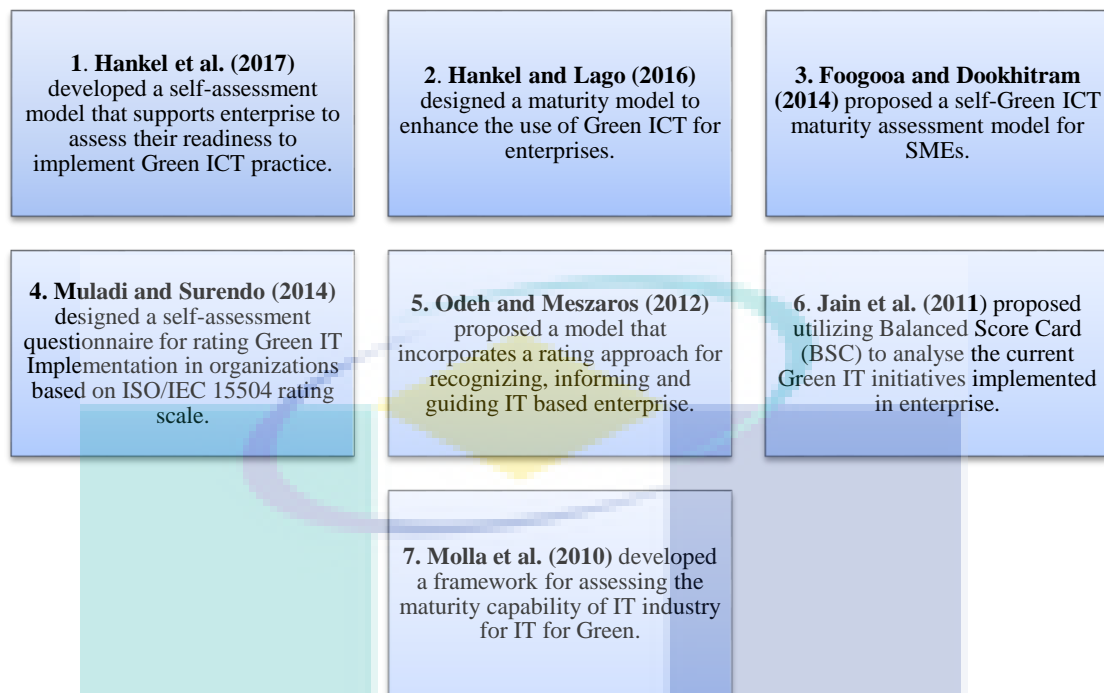 1. Hankel et al. (2017)
developed a self-assessment
model that supports enterprise to
assess their readiness to
implement Green ICT practice.
2. Hankel and Lago (2016)
designed a maturity model to
enhance the use of Green ICT for
enterprises.
3. Foogooa and Dookhitram
(2014) proposed a self-Green ICT
maturity assessment model for
SMEs.
4. Muladi and Surendo (2014)
designed a self-assessment
questionnaire for rating Green IT
Implementation in organizations
based on ISO/IEC 15504 rating
scale.
5. Odeh and Meszaros (2012)
proposed a model that
incorporates a rating approach for
recognizing, informing and
guiding IT based enterprise.
6. Jain et al. (2011) proposed
utilizing Balanced Score Card
(BSC) to analyse the current
Green IT initiatives implemented
in enterprise.
7. Molla et al. (2010) developed
a framework for assessing the
maturity capability of IT industry
for IT for Green.